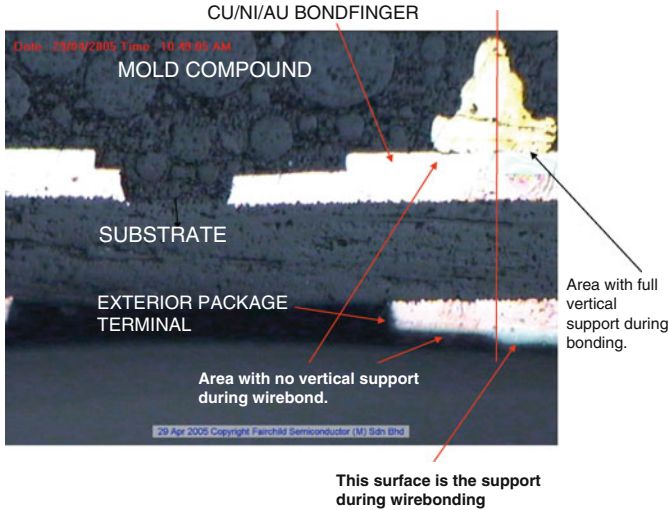 CU/NI/AU BONDFINGER
Date : 29/04/2005 Time : 10:49:05 AM
MOLD COMPOUND
SUBSTRATE
EXTERIOR PACKAGE
TERMINAL
Area with full
vertical
support during
bonding.
Area with no vertical support
during wirebond.
29 Apr 2005 Copyright Fairchild Semiconductor (M) Sdn Bhd
This surface is the support
during wirebonding